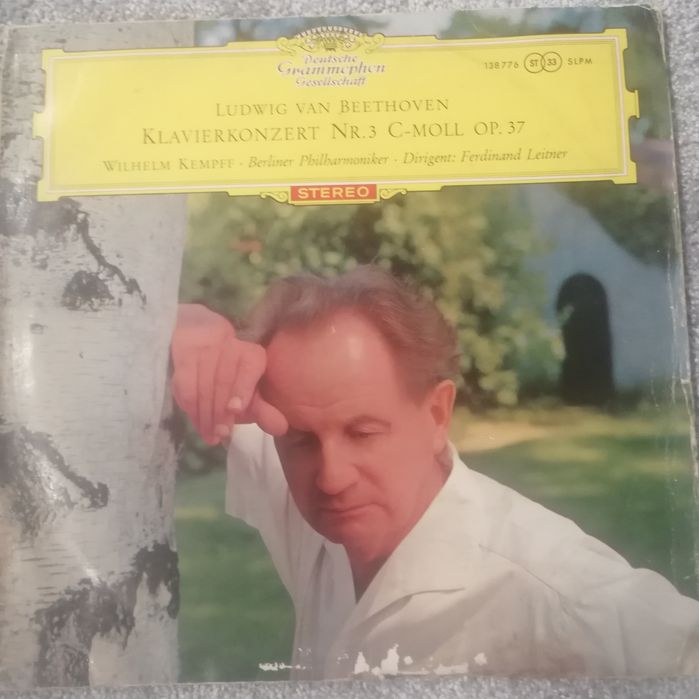 Deutsche
Grammophon
Gesellschaft
138 776 ST 33 SLPM
LUDWIG VAN BEETHOVEN
KLAVIERKONZERT NR. 3 C-MOLL OP. 37
WILHELM KEMPFF · Berliner Philharmoniker · Dirigent: Ferdinand Leitner
STEREO